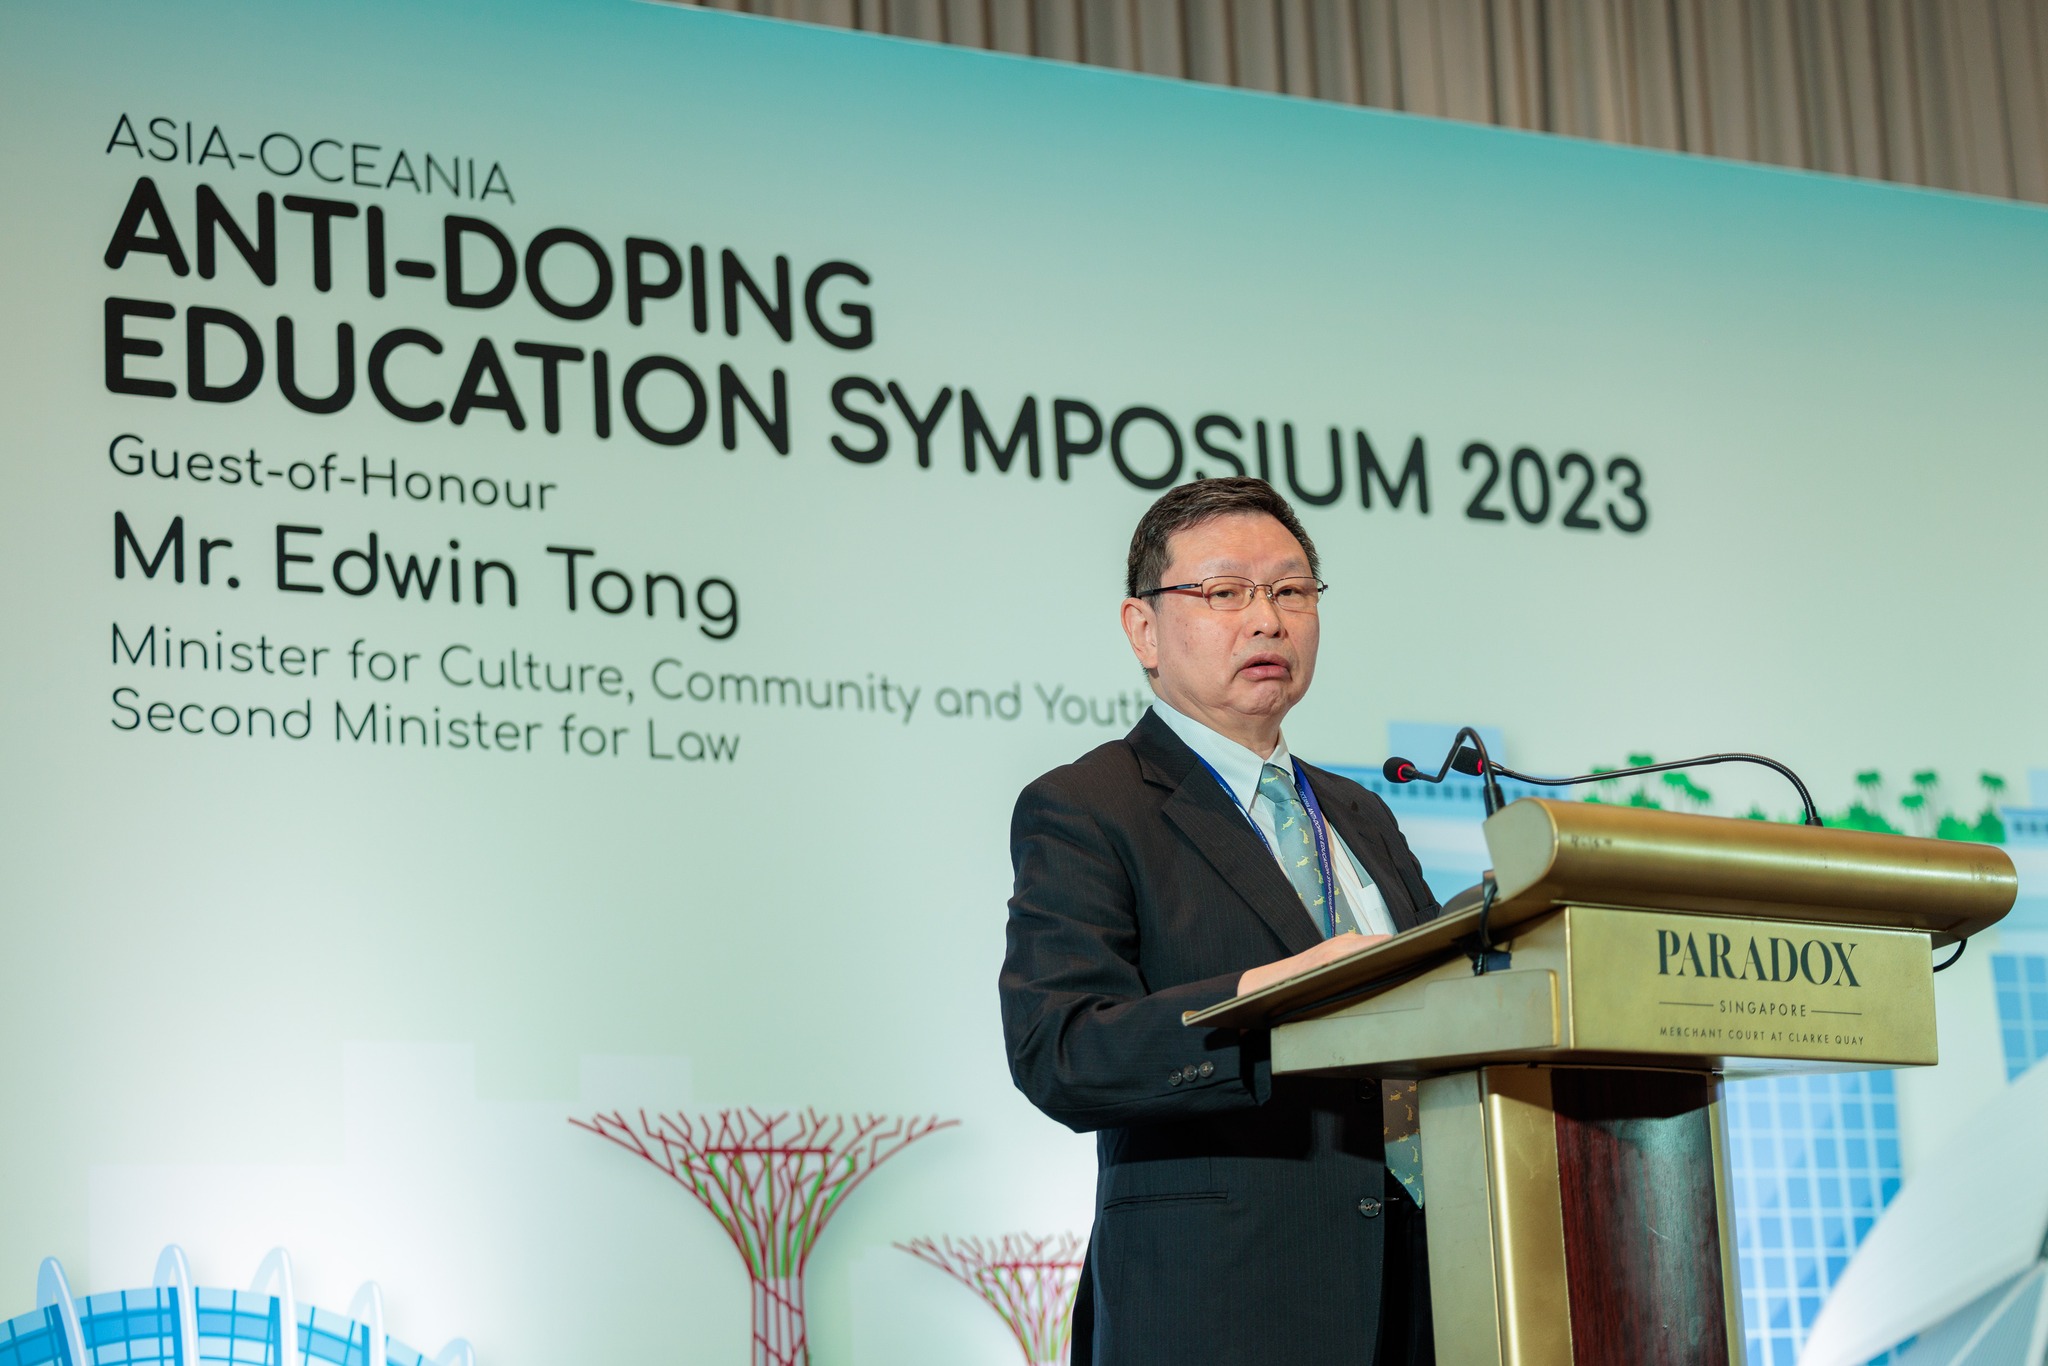 ASIA-OCEANIA
ANTI-DOPING
EDUCATION SYMPOSIUM 2023
Guest-of-Honour
Mr. Edwin Tong
Minister for Culture, Community and Youth
Second Minister for Law
PARADOX
SINGAPORE
MERCHANT COURT AT CLARKE QUAY